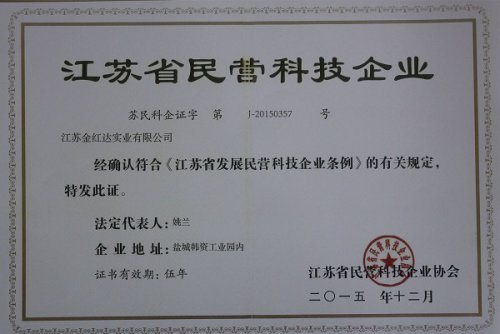 江苏省民营科技企业
苏民科企证字 第 J-20150357 号
江苏金红达实业有限公司
经确认符合《江苏省发展民营科技企业条例》的有关规定，
特发此证。
法定代表人：姚兰
企业地址：盐城韩资工业园内
证书有效期：伍年
江苏省民营科技企业协会
二〇一五 年十二月